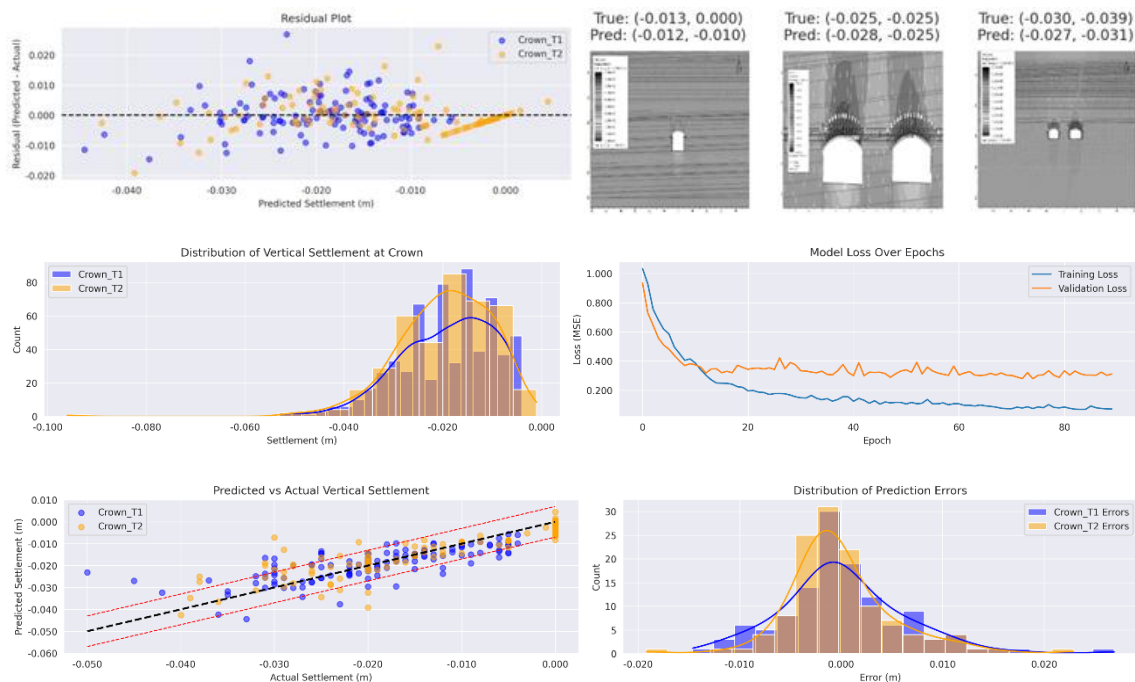 Residual Plot
Residual (Predicted - Actual)
0.020
0.010
0.000
-0.010
-0.020
Crown_T1
Crown_T2
-0.040
-0.030
-0.020
-0.010
0.000
Predicted Settlement (m)
True: (-0.013, 0.000)
Pred: (-0.012, -0.010)
True: (-0.025, -0.025)
Pred: (-0.028, -0.025)
True: (-0.030, -0.039)
Pred: (-0.027, -0.031)
Distribution of Vertical Settlement at Crown
Count
80
60
40
20
0
Crown_T1
Crown_T2
-0.100
-0.080
-0.060
-0.040
-0.020
0.000
Settlement (m)
Model Loss Over Epochs
Loss (MSE)
1.000
0.800
0.600
0.400
0.200
Training Loss
Validation Loss
0
20
40
60
80
Epoch
Predicted vs Actual Vertical Settlement
Predicted Settlement (m)
0.010
0.000
-0.010
-0.020
-0.030
-0.040
-0.050
-0.060
Crown_T1
Crown_T2
-0.050
-0.040
-0.030
-0.020
-0.010
0.000
Actual Settlement (m)
Distribution of Prediction Errors
Count
30
25
20
15
10
5
0
Crown_T1 Errors
Crown_T2 Errors
-0.020
-0.010
0.000
0.010
0.020
Error (m)